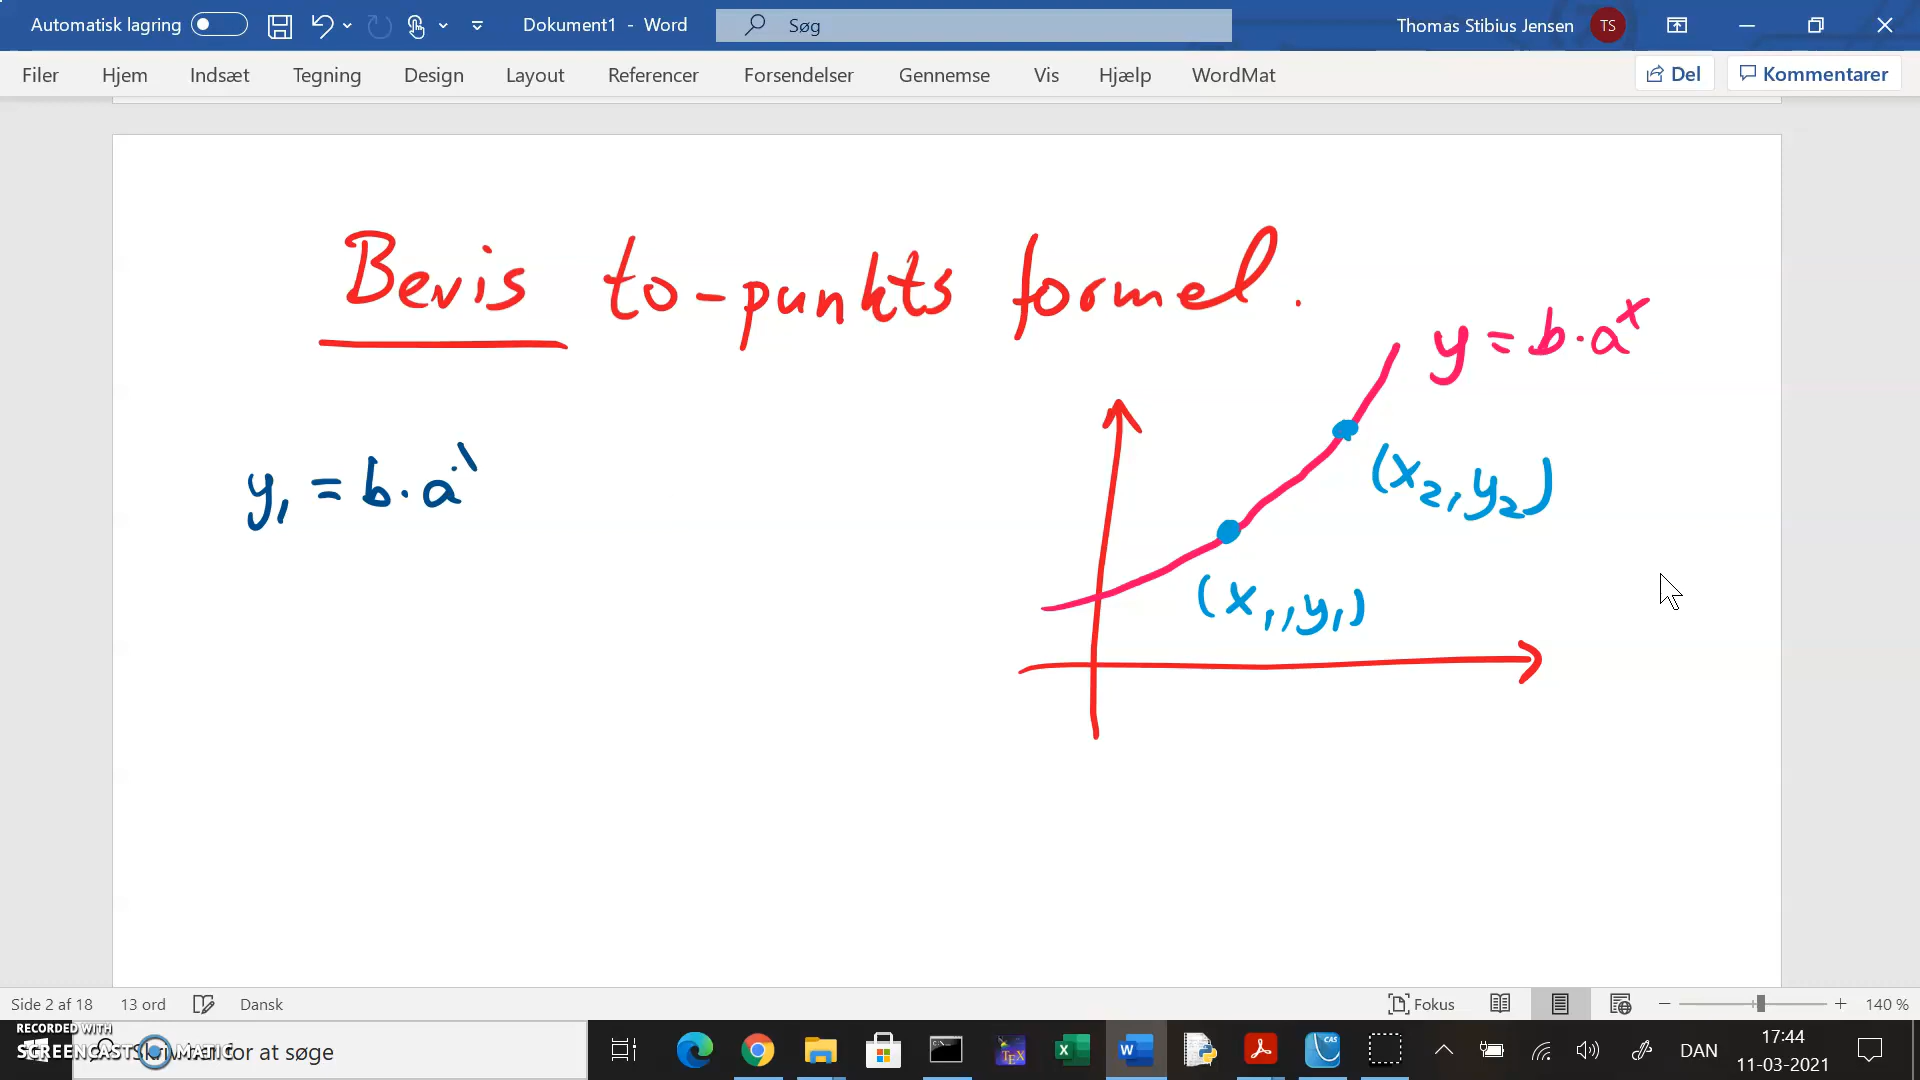 Automatisk lagring Dokument1 - Word Søg Thomas Stibius Jensen TS
Filer Hjem Indsæt Tegning Design Layout Referencer Forsendelser Gennemse Vis Hjælp WordMat Del Kommentarer
Bevis to-punkts formel.
y = b·a^x
y₁ = b·a
(x₂, y₂)
(x₁, y₁)
Side 2 af 18 13 ord Dansk Fokus 140 %
RECORDED WITH
SCREENCAST MATIC
for at søge
DAN 17:44
11-03-2021